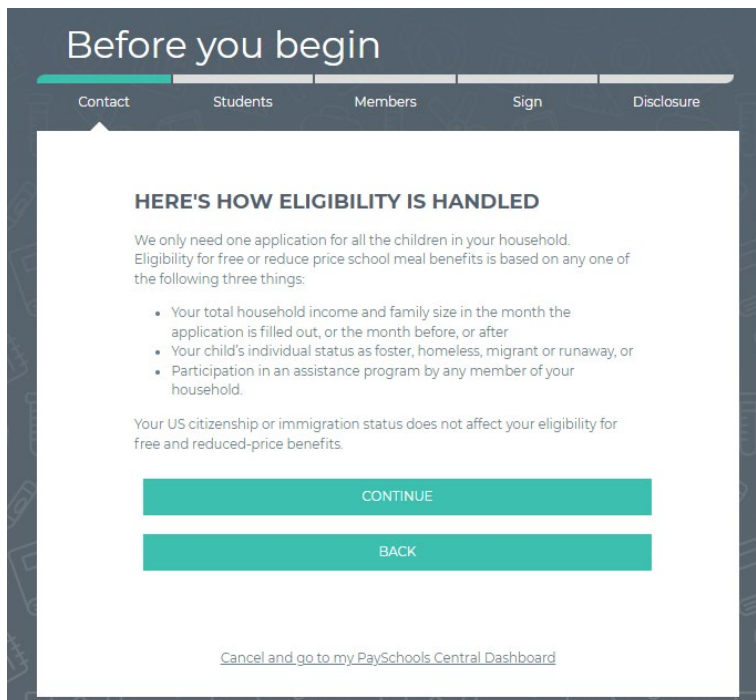 Before you begin
Contact Students Members Sign Disclosure
HERE'S HOW ELIGIBILITY IS HANDLED
We only need one application for all the children in your household.
Eligibility for free or reduce price school meal benefits is based on any one of
the following three things:
• Your total household income and family size in the month the
application is filled out, or the month before, or after
• Your child's individual status as foster, homeless, migrant or runaway, or
• Participation in an assistance program by any member of your
household.
Your US citizenship or immigration status does not affect your eligibility for
free and reduced-price benefits.
CONTINUE
BACK
Cancel and go to my PaySchools Central Dashboard